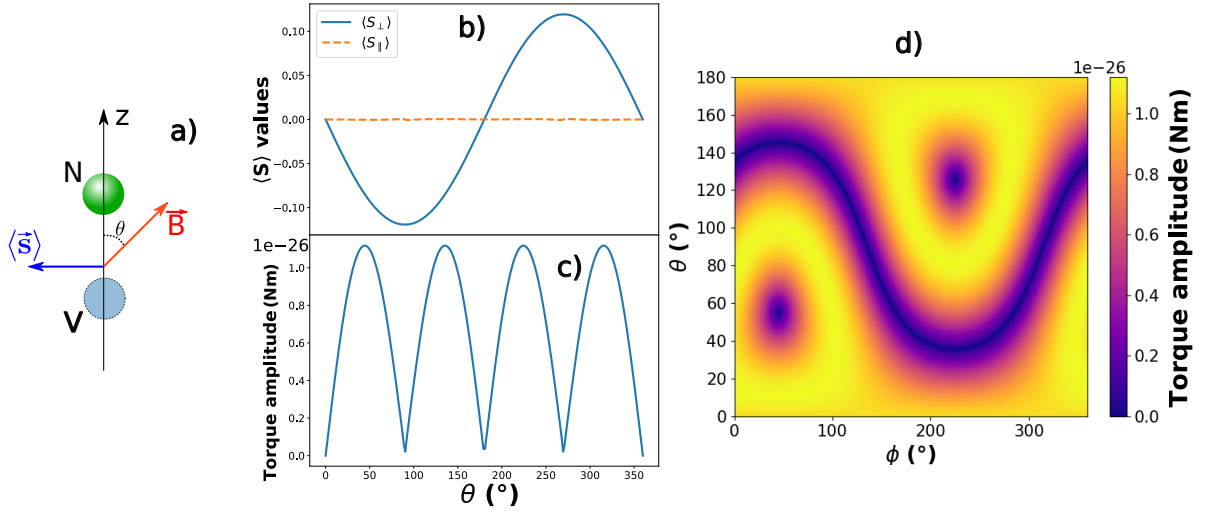 a)
z
N
θ
B
⟨s⟩
V
b)
⟨S⊥⟩
⟨S∥⟩
⟨S⟩ values
0.10
0.05
0.00
−0.05
−0.10
c)
1e−26
Torque amplitude(Nm)
1.0
0.8
0.6
0.4
0.2
0.0
0 50 100 150 200 250 300 350
θ (°)
d)
1e−26
θ (°)
180
160
140
120
100
80
60
40
20
0
0 100 200 300
ϕ (°)
1.0
0.8
0.6
0.4
0.2
0.0
Torque amplitude(Nm)